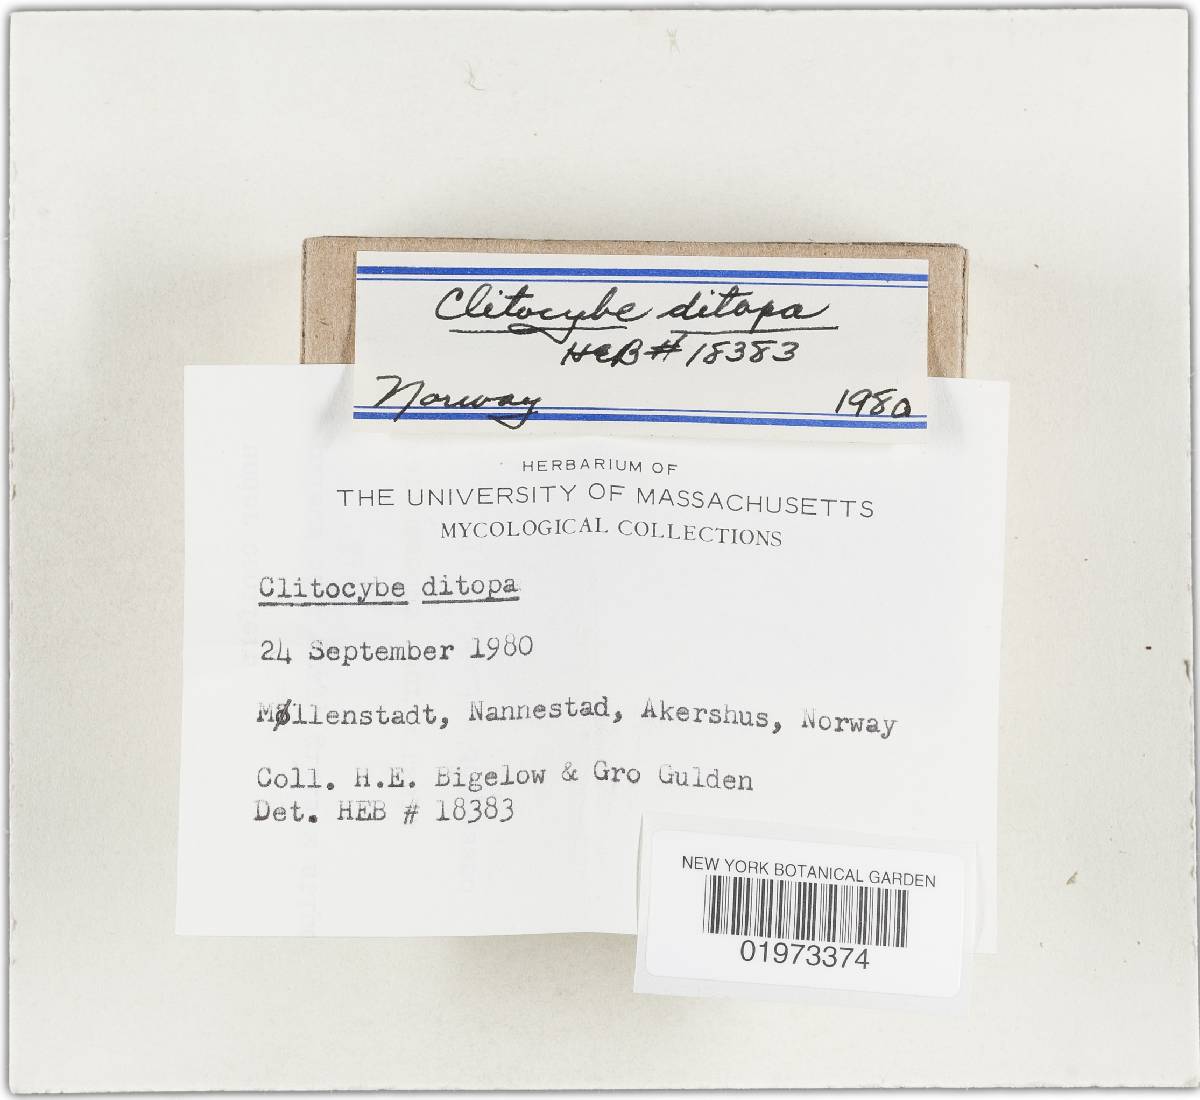 Clitocybe ditopa
HEB # 18383
Norway 1980
HERBARIUM OF
THE UNIVERSITY OF MASSACHUSETTS
MYCOLOGICAL COLLECTIONS
Clitocybe ditopa
24 September 1980
Møllenstadt, Nannestad, Akershus, Norway
Coll. H.E. Bigelow & Gro Gulden
Det. HEB # 18383
NEW YORK BOTANICAL GARDEN
01973374